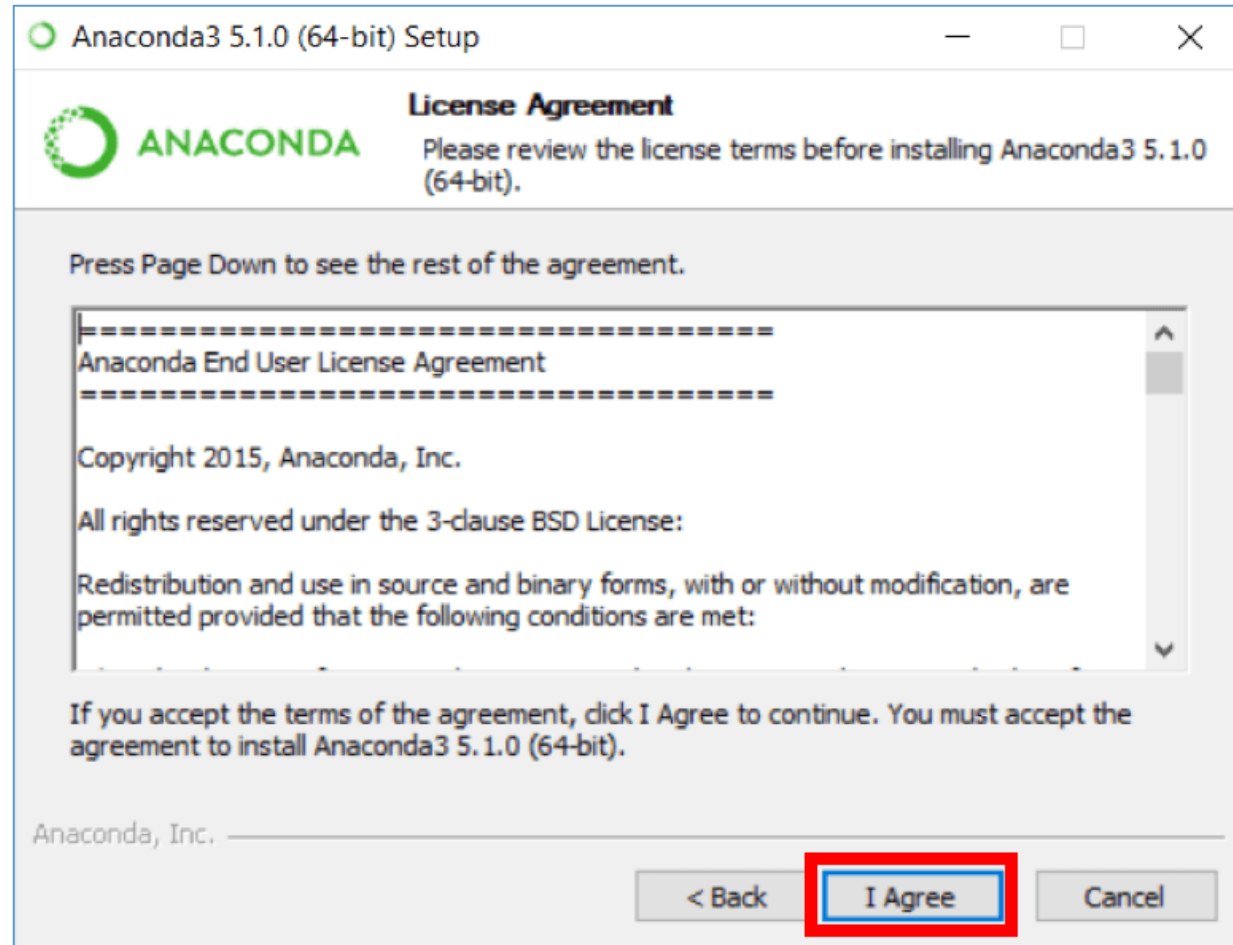 Anaconda3 5.1.0 (64-bit) Setup
ANACONDA
License Agreement
Please review the license terms before installing Anaconda3 5.1.0
(64-bit).
Press Page Down to see the rest of the agreement.
===================================
Anaconda End User License Agreement
===================================
Copyright 2015, Anaconda, Inc.
All rights reserved under the 3-clause BSD License:
Redistribution and use in source and binary forms, with or without modification, are
permitted provided that the following conditions are met:
If you accept the terms of the agreement, click I Agree to continue. You must accept the
agreement to install Anaconda3 5.1.0 (64-bit).
Anaconda, Inc.
< Back
I Agree
Cancel